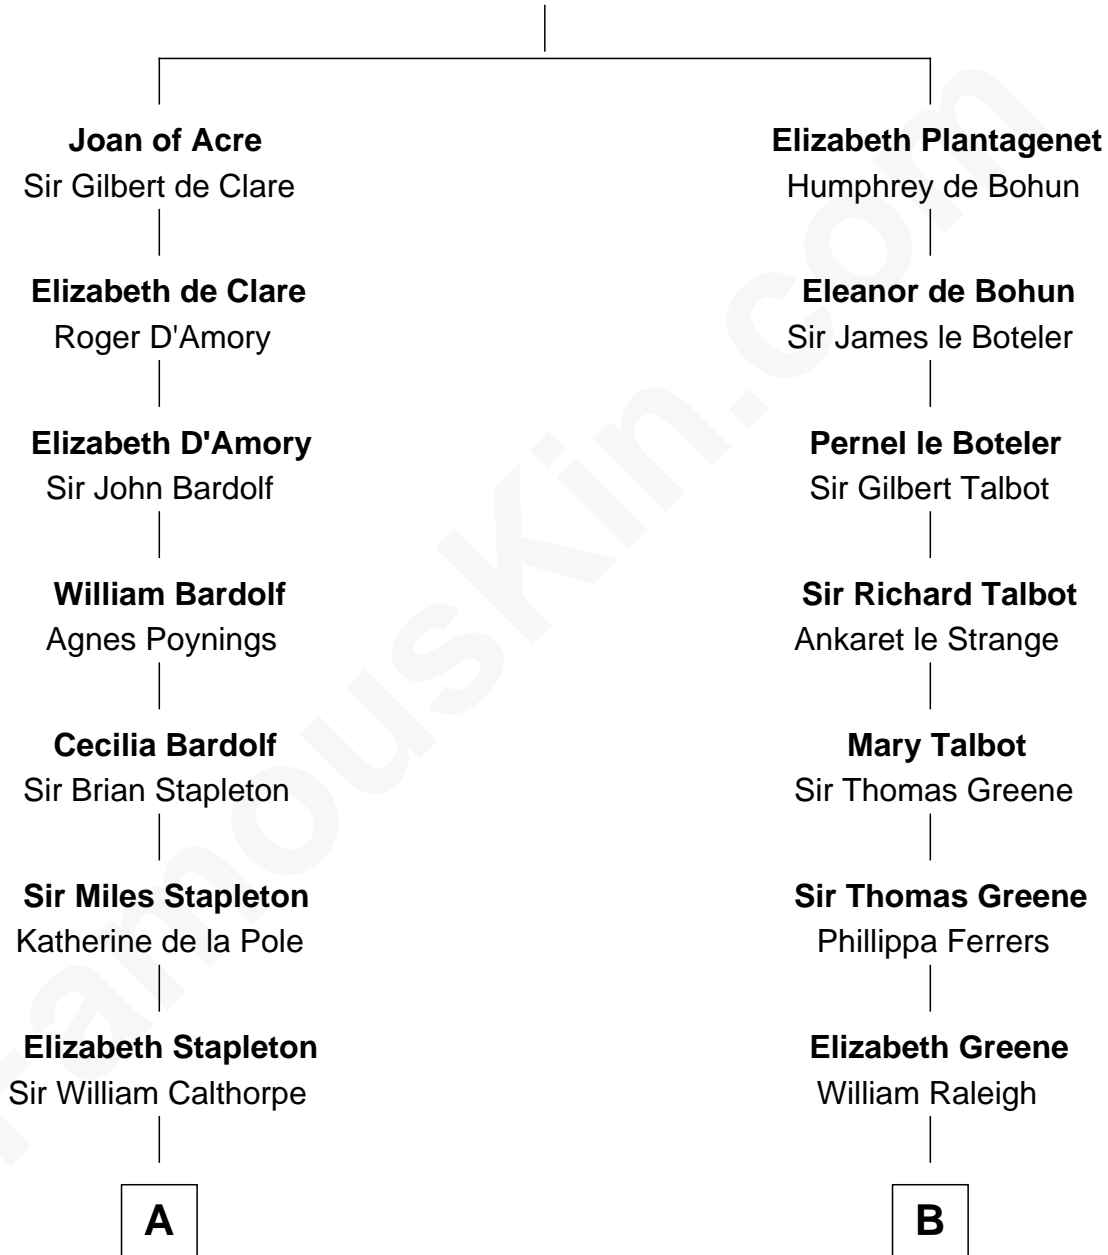 Joan of Acre
Sir Gilbert de Clare
Elizabeth de Clare
Roger D'Amory
Elizabeth D'Amory
Sir John Bardolf
William Bardolf
Agnes Poynings
Cecilia Bardolf
Sir Brian Stapleton
Sir Miles Stapleton
Katherine de la Pole
Elizabeth Stapleton
Sir William Calthorpe
A
Elizabeth Plantagenet
Humphrey de Bohun
Eleanor de Bohun
Sir James le Boteler
Pernel le Boteler
Sir Gilbert Talbot
Sir Richard Talbot
Ankaret le Strange
Mary Talbot
Sir Thomas Greene
Sir Thomas Greene
Phillippa Ferrers
Elizabeth Greene
William Raleigh
B
FamousKin.com